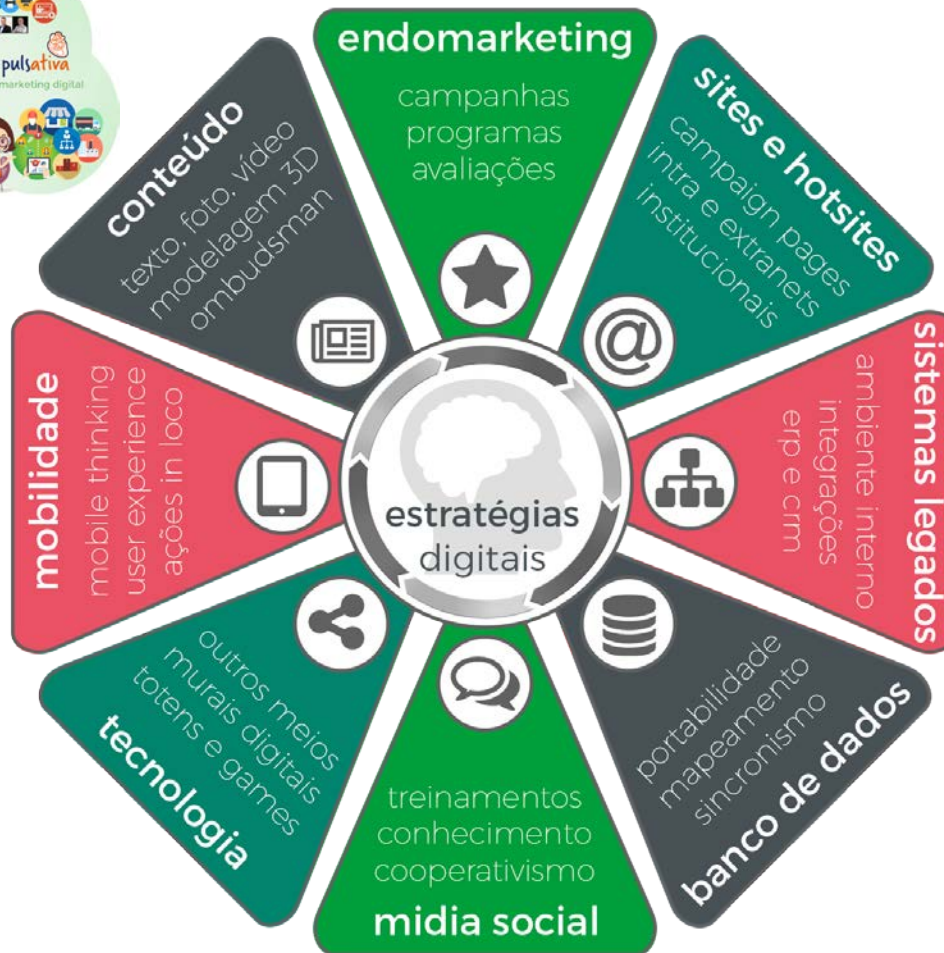 pulsativa
marketing digital
endomarketing
campanhas
programas
avaliações
sites e hotsites
campaign pages
intra e extranets
institucionais
@
sistemas legados
ambiente interno
integrações
erp e crm
banco de dados
portabilidade
mapeamento
sincronismo
treinamentos
conhecimento
cooperativismo
midia social
outros meios
murais digitais
totens e games
tecnologia
mobilidade
mobile thinking
user experience
ações in loco
conteúdo
texto, foto, vídeo
modelagem 3D
ombudsman
estratégias
digitais